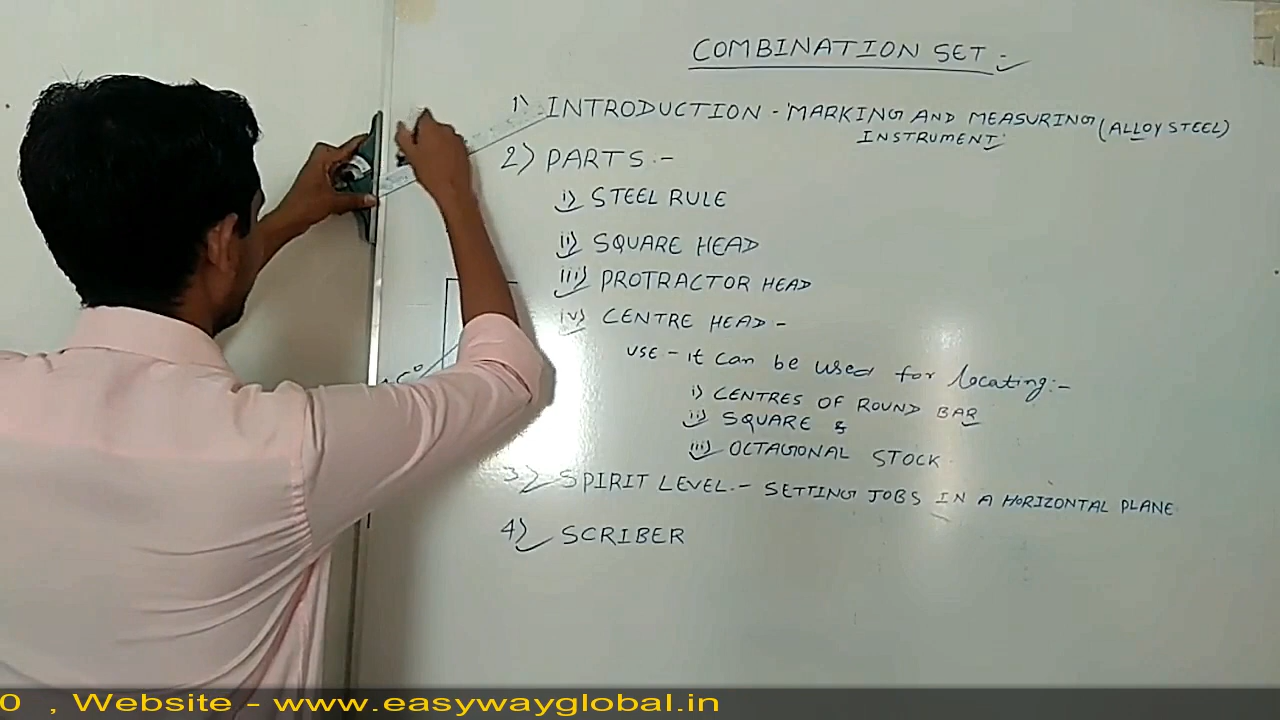 COMBINATION SET :-
1) INTRODUCTION - MARKING AND MEASURING (ALLOY STEEL)
INSTRUMENT
2) PARTS :-
i) STEEL RULE
ii) SQUARE HEAD
iii) PROTRACTOR HEAD
iv) CENTRE HEAD -
USE - it can be used for locating :-
i) CENTRES OF ROUND BAR
ii) SQUARE &
iii) OCTAGONAL STOCK
3) SPIRIT LEVEL :- SETTING JOBS IN A HORIZONTAL PLANE
4) SCRIBER
0 , Website - www.easywayglobal.in